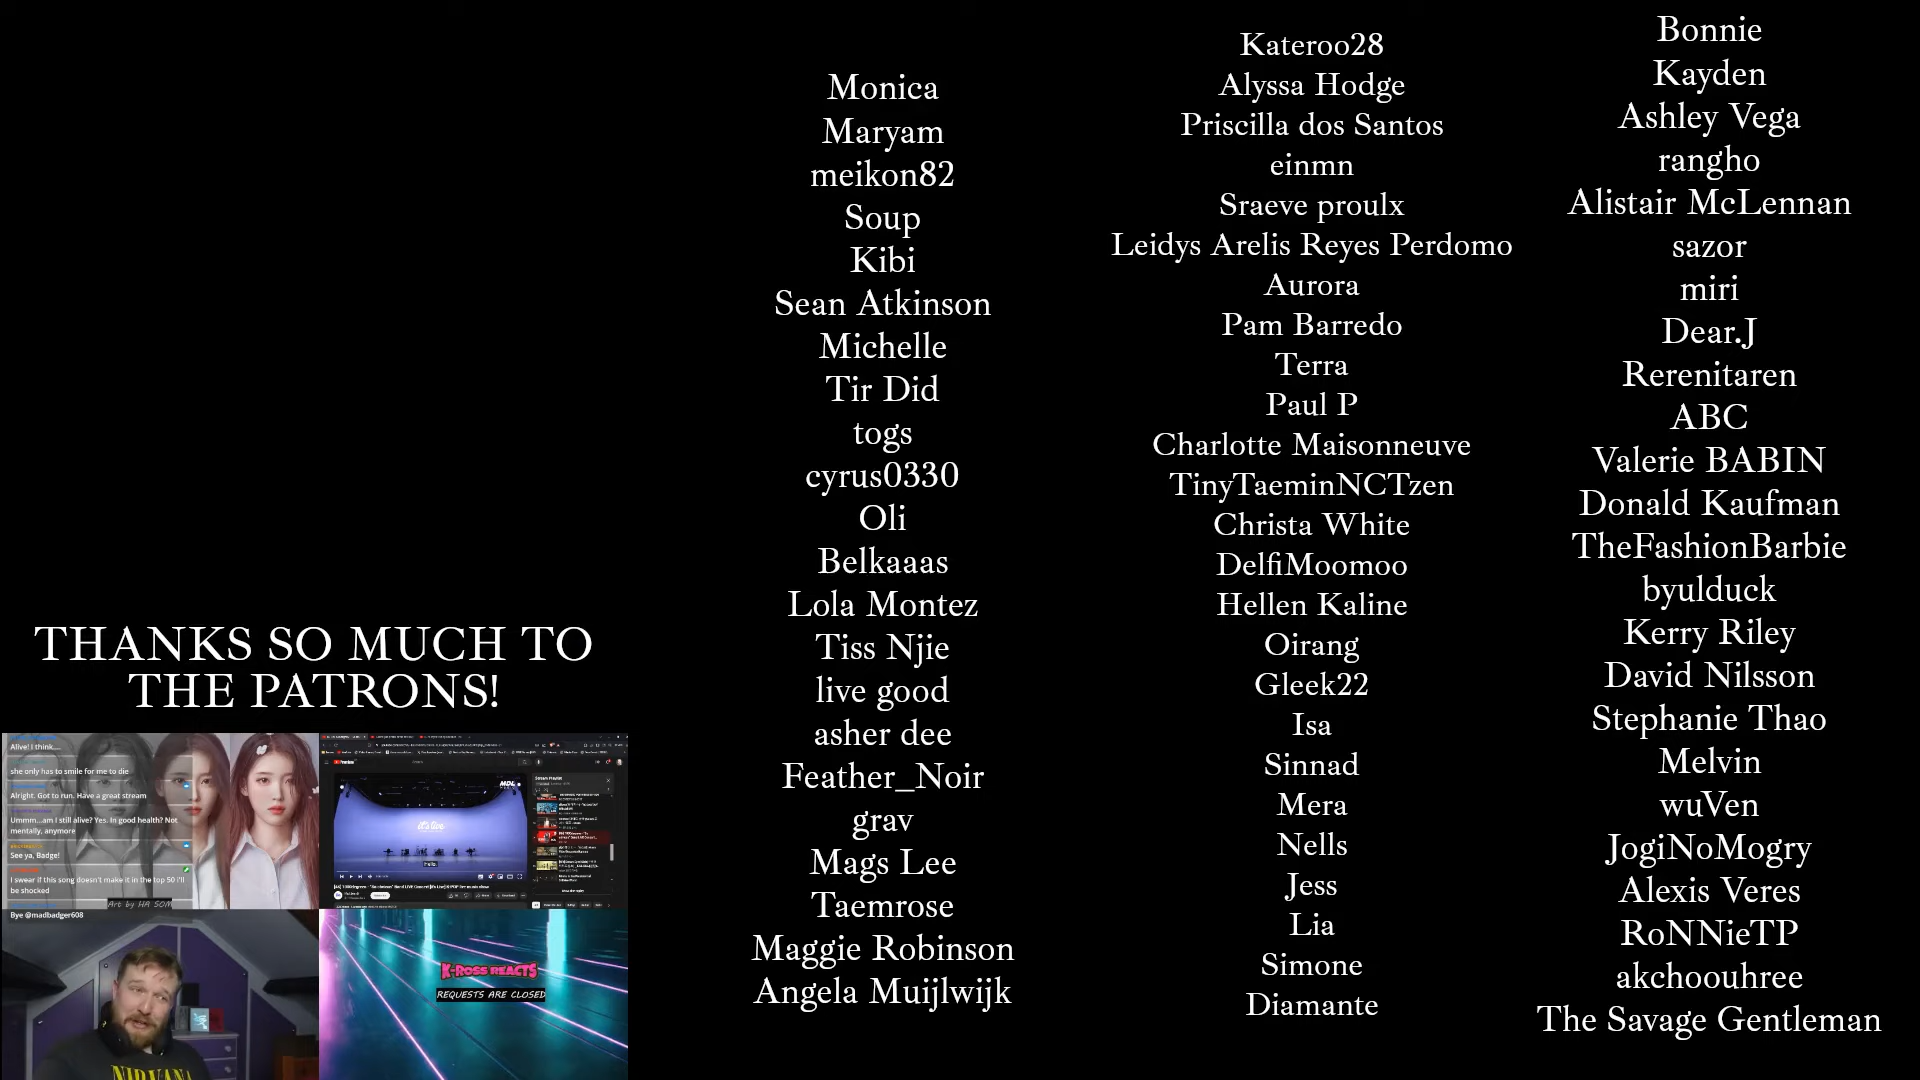 Monica
Maryam
meikon82
Soup
Kibi
Sean Atkinson
Michelle
Tir Did
togs
cyrus0330
Oli
Belkaaas
Lola Montez
Tiss Njie
live good
asher dee
Feather_Noir
grav
Mags Lee
Taemrose
Maggie Robinson
Angela Muijlwijk
Kateroo28
Alyssa Hodge
Priscilla dos Santos
einmn
Sraeve proulx
Leidys Arelis Reyes Perdomo
Aurora
Pam Barredo
Terra
Paul P
Charlotte Maisonneuve
TinyTaeminNCTzen
Christa White
DelfiMoomoo
Hellen Kaline
Oirang
Gleek22
Isa
Sinnad
Mera
Nells
Jess
Lia
Simone
Diamante
Bonnie
Kayden
Ashley Vega
rangho
Alistair McLennan
sazor
miri
Dear.J
Rerenitaren
ABC
Valerie BABIN
Donald Kaufman
TheFashionBarbie
byulduck
Kerry Riley
David Nilsson
Stephanie Thao
Melvin
wuVen
JogiNoMogry
Alexis Veres
RoNNieTP
akchoouhree
The Savage Gentleman
THANKS SO MUCH TO
THE PATRONS!
Alive! I think....
she only has to smile for me to die
Alright. Got to run. Have a great stream
Ummm...am I still alive? Yes. In good health? Not
mentally, anymore
See ya, Badge!
I swear if this song doesn't make it in the top 50 i'll
be shocked
Art by HA SOM
Bye @madbadger608
MDL
it's live
hello
K-ROSS REACTS
REQUESTS ARE CLOSED
NIRVANA